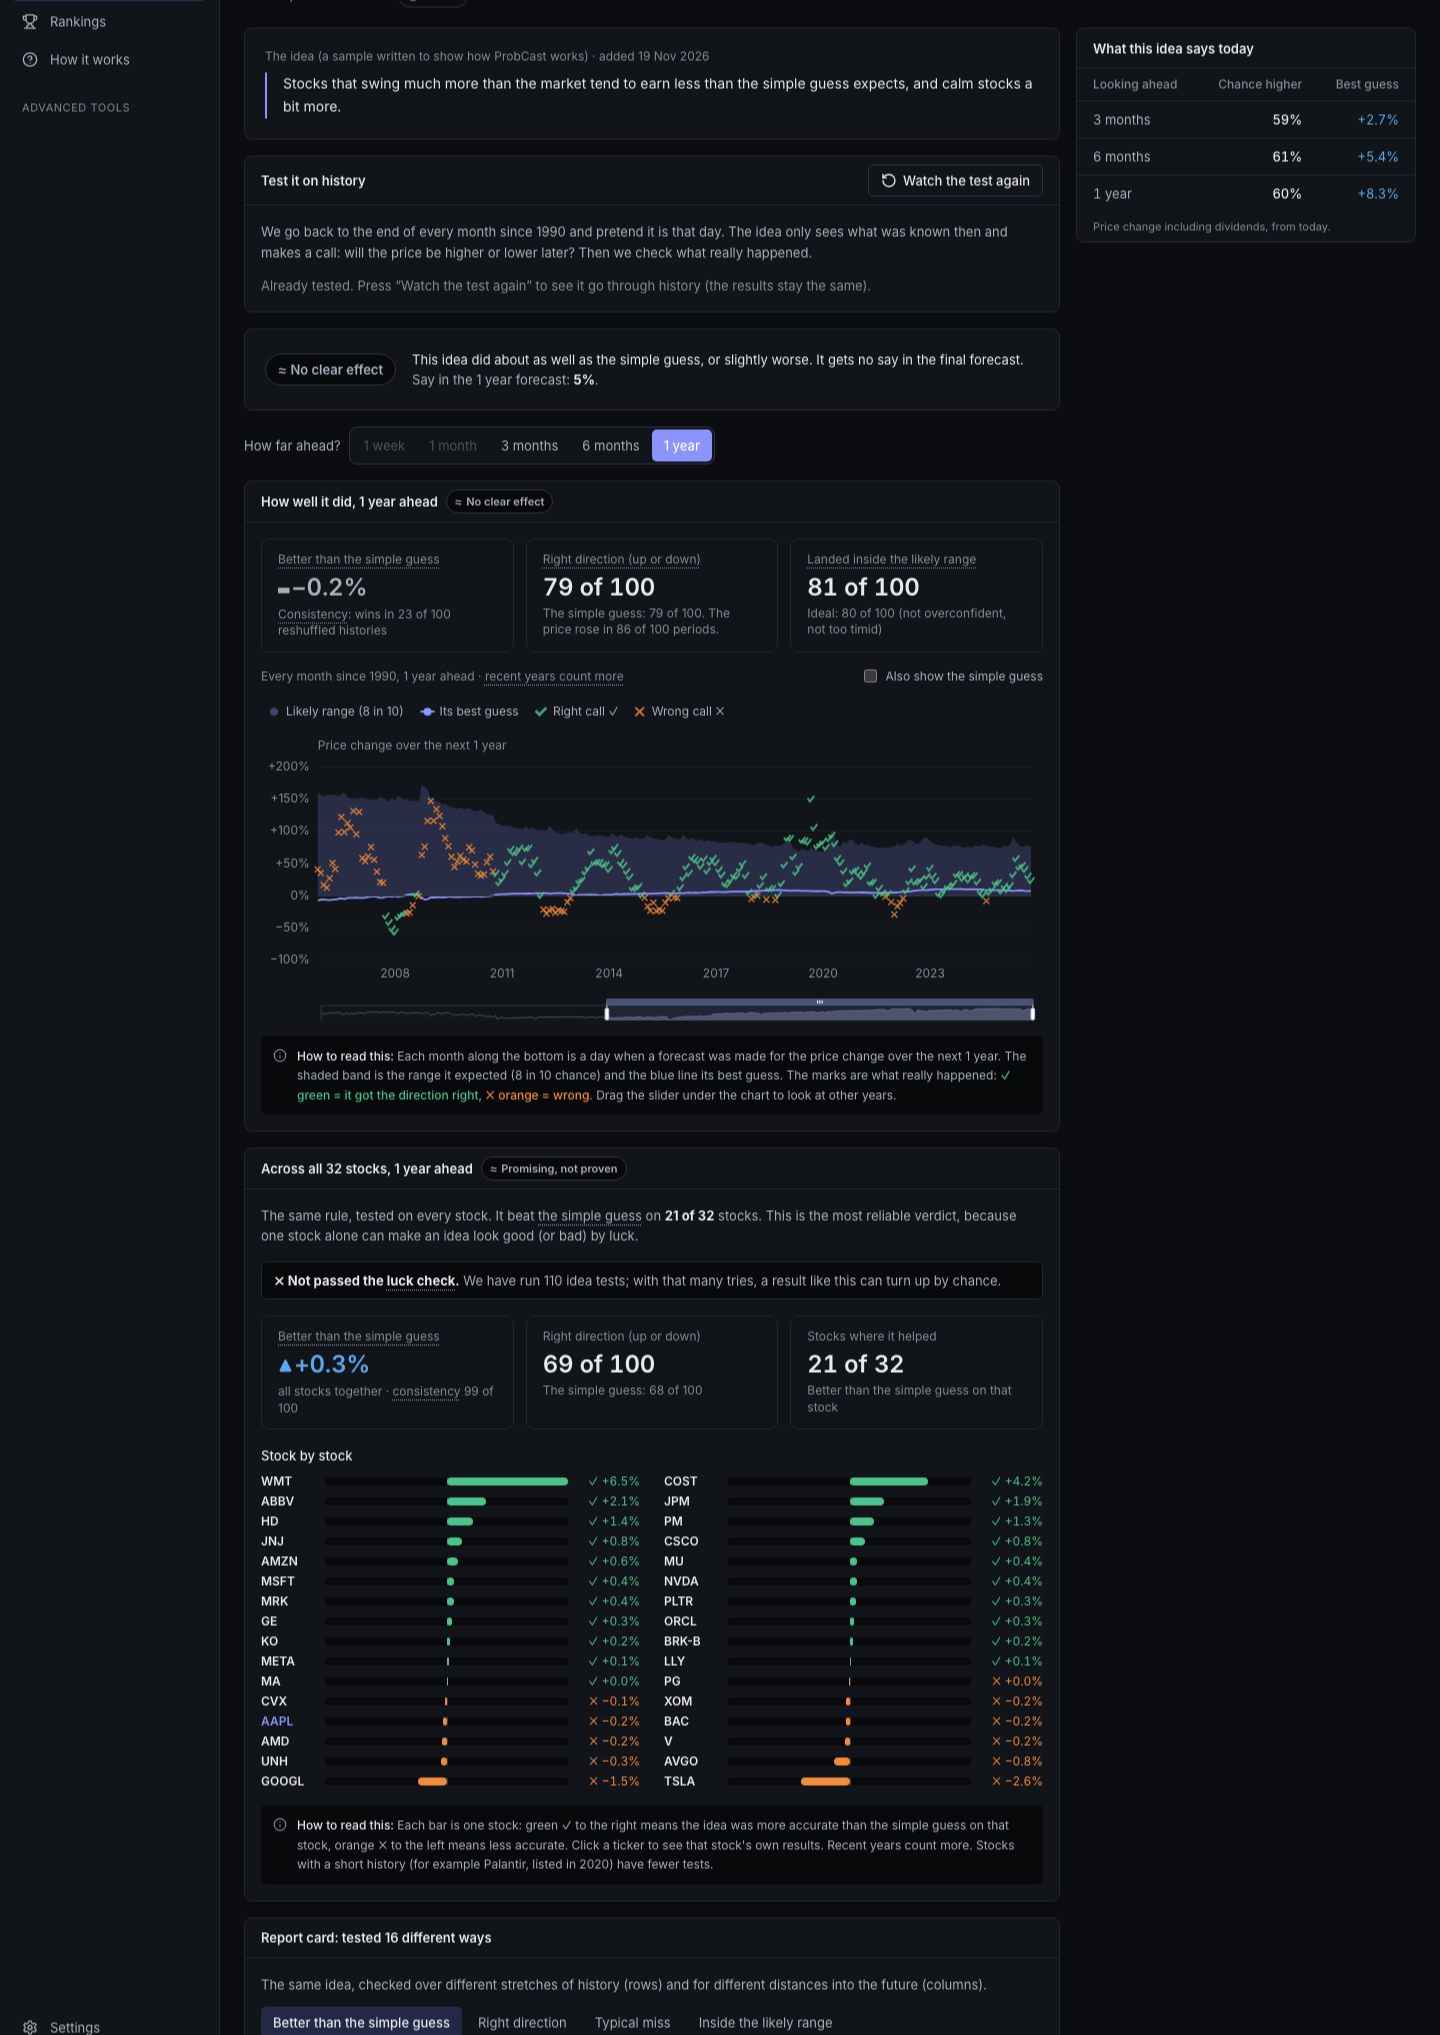 Rankings
How it works
ADVANCED TOOLS
Settings
The idea (a sample written to show how ProbCast works) · added 19 Nov 2026
Stocks that swing much more than the market tend to earn less than the simple guess expects, and calm stocks a
bit more.
Test it on history
Watch the test again
We go back to the end of every month since 1990 and pretend it is that day. The idea only sees what was known then and
makes a call: will the price be higher or lower later? Then we check what really happened.
Already tested. Press “Watch the test again” to see it go through history (the results stay the same).
≈ No clear effect
This idea did about as well as the simple guess, or slightly worse. It gets no say in the final forecast.
Say in the 1 year forecast: 5%.
How far ahead? 1 week 1 month 3 months 6 months 1 year
How well it did, 1 year ahead ≈ No clear effect
Better than the simple guess
−0.2%
Consistency: wins in 23 of 100
reshuffled histories
Right direction (up or down)
79 of 100
The simple guess: 79 of 100. The
price rose in 86 of 100 periods.
Landed inside the likely range
81 of 100
Ideal: 80 of 100 (not overconfident,
not too timid)
Every month since 1990, 1 year ahead · recent years count more
Also show the simple guess
Likely range (8 in 10) Its best guess Right call ✓ Wrong call ✕
Price change over the next 1 year
+200%
+150%
+100%
+50%
0%
−50%
−100%
2008 2011 2014 2017 2020 2023
How to read this: Each month along the bottom is a day when a forecast was made for the price change over the next 1 year. The
shaded band is the range it expected (8 in 10 chance) and the blue line its best guess. The marks are what really happened: ✓
green = it got the direction right, ✕ orange = wrong. Drag the slider under the chart to look at other years.
Across all 32 stocks, 1 year ahead ≈ Promising, not proven
The same rule, tested on every stock. It beat the simple guess on 21 of 32 stocks. This is the most reliable verdict, because
one stock alone can make an idea look good (or bad) by luck.
✕ Not passed the luck check. We have run 110 idea tests; with that many tries, a result like this can turn up by chance.
Better than the simple guess
▲+0.3%
all stocks together · consistency 99 of
100
Right direction (up or down)
69 of 100
The simple guess: 68 of 100
Stocks where it helped
21 of 32
Better than the simple guess on that
stock
Stock by stock
WMT ✓ +6.5% COST ✓ +4.2%
ABBV ✓ +2.1% JPM ✓ +1.9%
HD ✓ +1.4% PM ✓ +1.3%
JNJ ✓ +0.8% CSCO ✓ +0.8%
AMZN ✓ +0.6% MU ✓ +0.4%
MSFT ✓ +0.4% NVDA ✓ +0.4%
MRK ✓ +0.4% PLTR ✓ +0.3%
GE ✓ +0.3% ORCL ✓ +0.3%
KO ✓ +0.2% BRK-B ✓ +0.2%
META ✓ +0.1% LLY ✓ +0.1%
MA ✓ +0.0% PG ✕ +0.0%
CVX ✕ −0.1% XOM ✕ −0.2%
AAPL ✕ −0.2% BAC ✕ −0.2%
AMD ✕ −0.2% V ✕ −0.2%
UNH ✕ −0.3% AVGO ✕ −0.8%
GOOGL ✕ −1.5% TSLA ✕ −2.6%
How to read this: Each bar is one stock: green ✓ to the right means the idea was more accurate than the simple guess on that
stock, orange ✕ to the left means less accurate. Click a ticker to see that stock's own results. Recent years count more. Stocks
with a short history (for example Palantir, listed in 2020) have fewer tests.
Report card: tested 16 different ways
The same idea, checked over different stretches of history (rows) and for different distances into the future (columns).
Better than the simple guess Right direction Typical miss Inside the likely range
What this idea says today
Looking ahead Chance higher Best guess
3 months 59% +2.7%
6 months 61% +5.4%
1 year 60% +8.3%
Price change including dividends, from today.